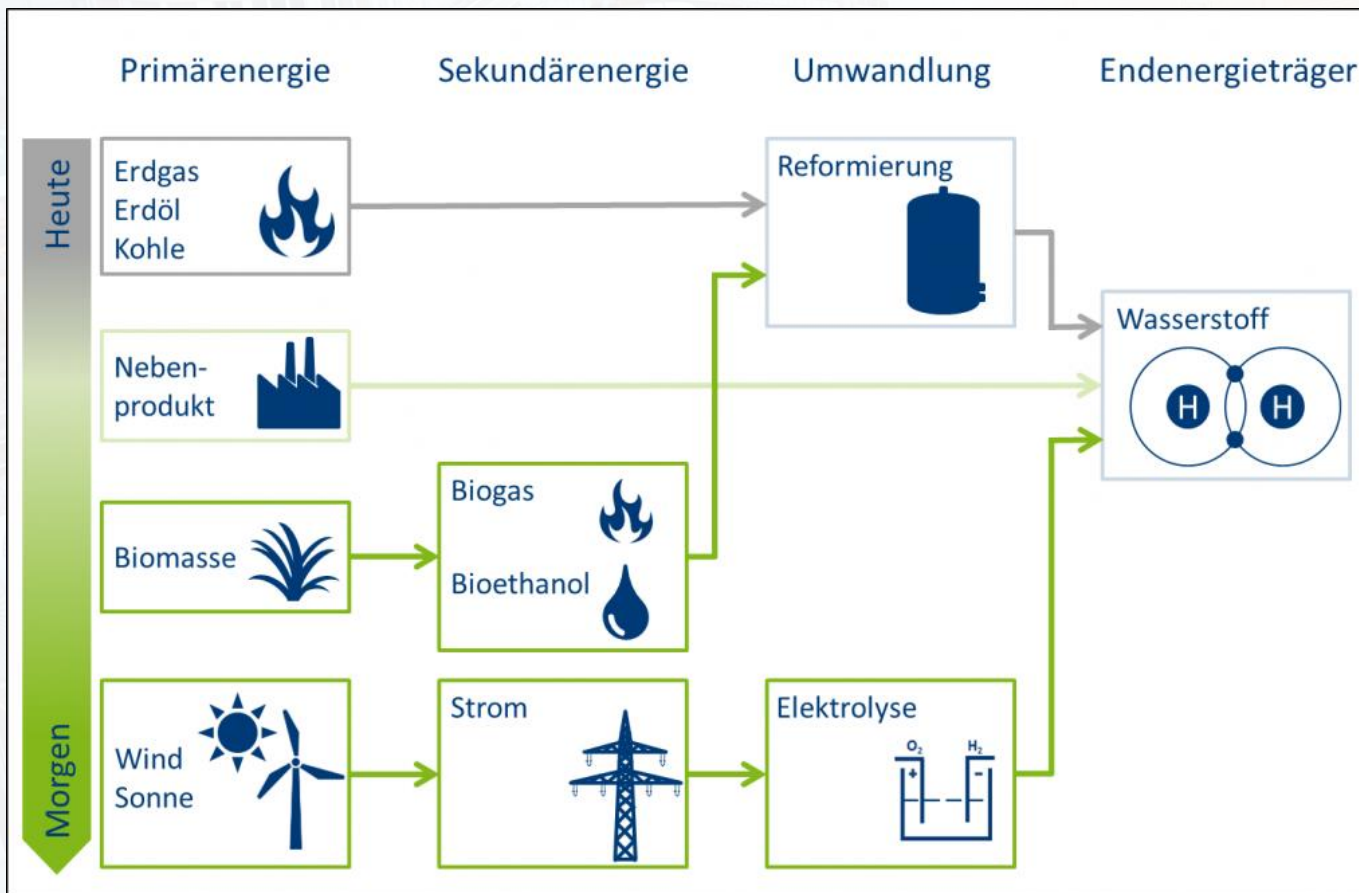 Primärenergie
Sekundärenergie
Umwandlung
Endenergieträger
Heute
Morgen
Erdgas
Erdöl
Kohle
Reformierung
Wasserstoff
H H
Neben-
produkt
Biomasse
Biogas
Bioethanol
Wind
Sonne
Strom
Elektrolyse
O₂ H₂
+ -